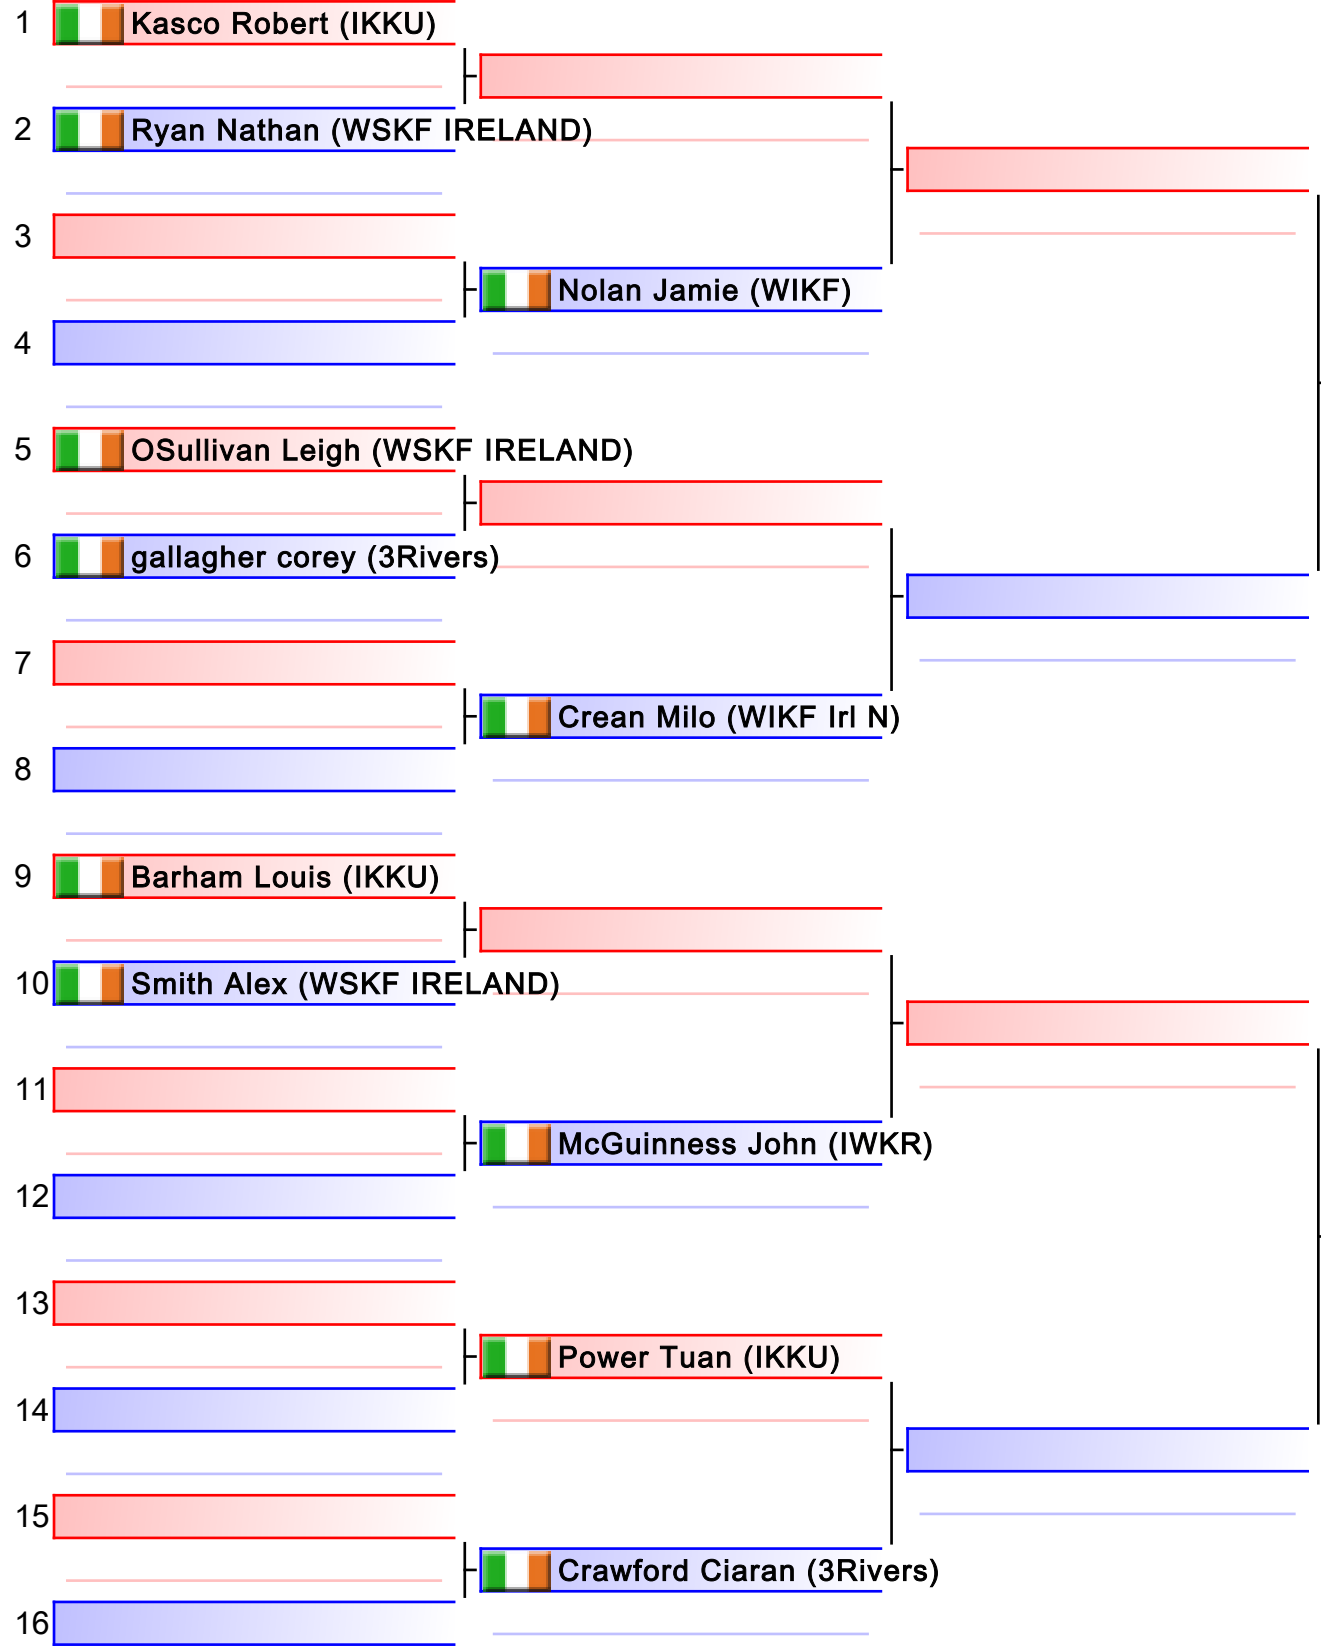 1 Kasco Robert (IKKU)
2 Ryan Nathan (WSKF IRELAND)
3
Nolan Jamie (WIKF)
4
5 OSullivan Leigh (WSKF IRELAND)
6 gallagher corey (3Rivers)
7
Crean Milo (WIKF Irl N)
8
9 Barham Louis (IKKU)
10 Smith Alex (WSKF IRELAND)
11
McGuinness John (IWKR)
12
13
Power Tuan (IKKU)
14
15
Crawford Ciaran (3Rivers)
16